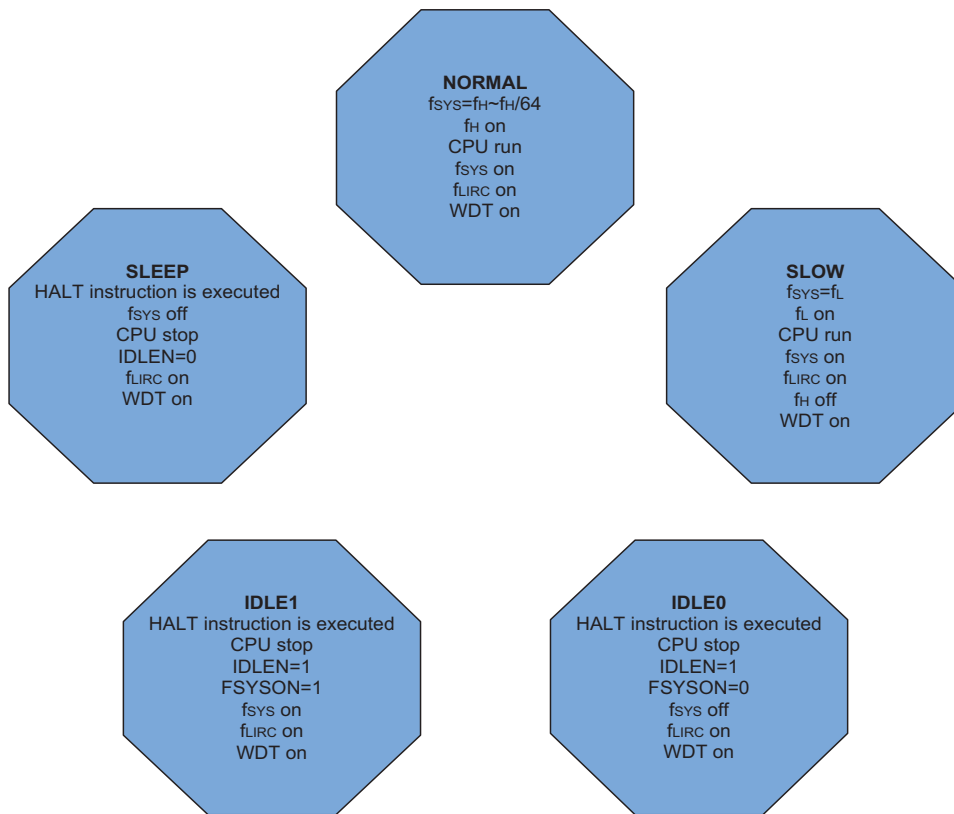 NORMAL
fSYS=fH~fH/64
fH on
CPU run
fSYS on
fLIRC on
WDT on
SLEEP
HALT instruction is executed
fSYS off
CPU stop
IDLEN=0
fLIRC on
WDT on
SLOW
fSYS=fL
fL on
CPU run
fSYS on
fLIRC on
fH off
WDT on
IDLE1
HALT instruction is executed
CPU stop
IDLEN=1
FSYSON=1
fSYS on
fLIRC on
WDT on
IDLE0
HALT instruction is executed
CPU stop
IDLEN=1
FSYSON=0
fSYS off
fLIRC on
WDT on